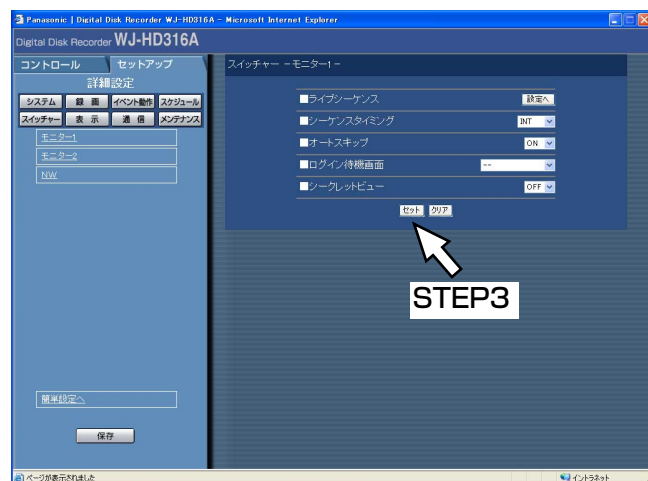 Panasonic | Digital Disk Recorder WJ-HD316A - Microsoft Internet Explorer
Digital Disk Recorder WJ-HD316A
コントロール セットアップ
詳細設定
システム 録 画 イベント動作 スケジュール
スイッチャー 表 示 通 信 メンテナンス
モニター1
モニター2
NW
簡単設定へ
保存
スイッチャー －モニター1－
■ライブシーケンス 設定へ
■シーケンスタイミング INT
■オートスキップ ON
■ログイン待機画面 --
■シークレットビュー OFF
セット クリア
STEP3
ページが表示されました イントラネット